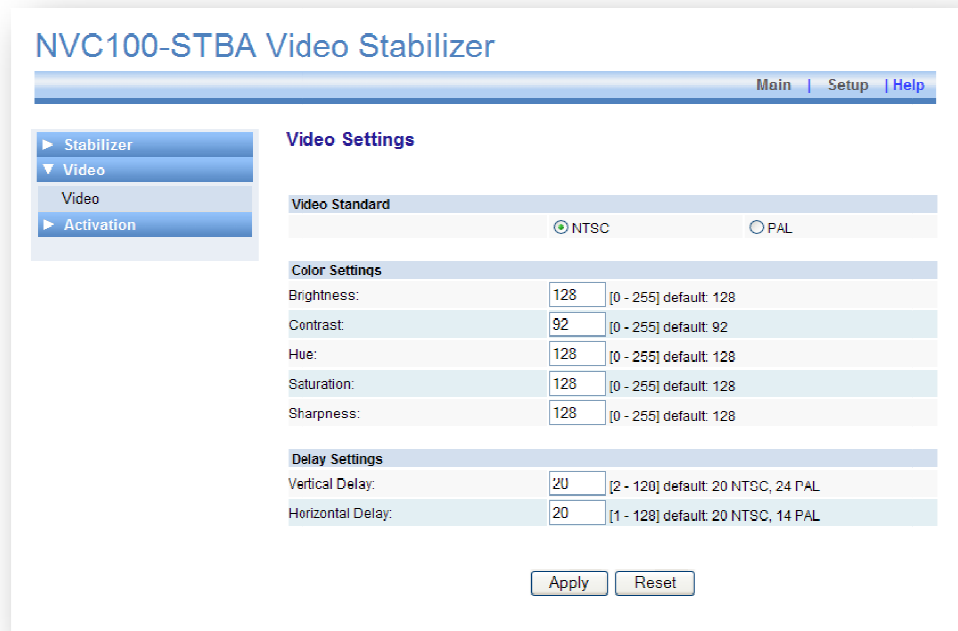 NVC100-STBA Video Stabilizer
Main | Setup | Help
Stabilizer
Video
Video
Activation
Video Settings
Video Standard
NTSC PAL
Color Settings
Brightness: 128 [0 - 255] default: 128
Contrast: 92 [0 - 255] default: 92
Hue: 128 [0 - 255] default: 128
Saturation: 128 [0 - 255] default: 128
Sharpness: 128 [0 - 255] default: 128
Delay Settings
Vertical Delay: 20 [2 - 128] default: 20 NTSC, 24 PAL
Horizontal Delay: 20 [1 - 128] default: 20 NTSC, 14 PAL
Apply Reset